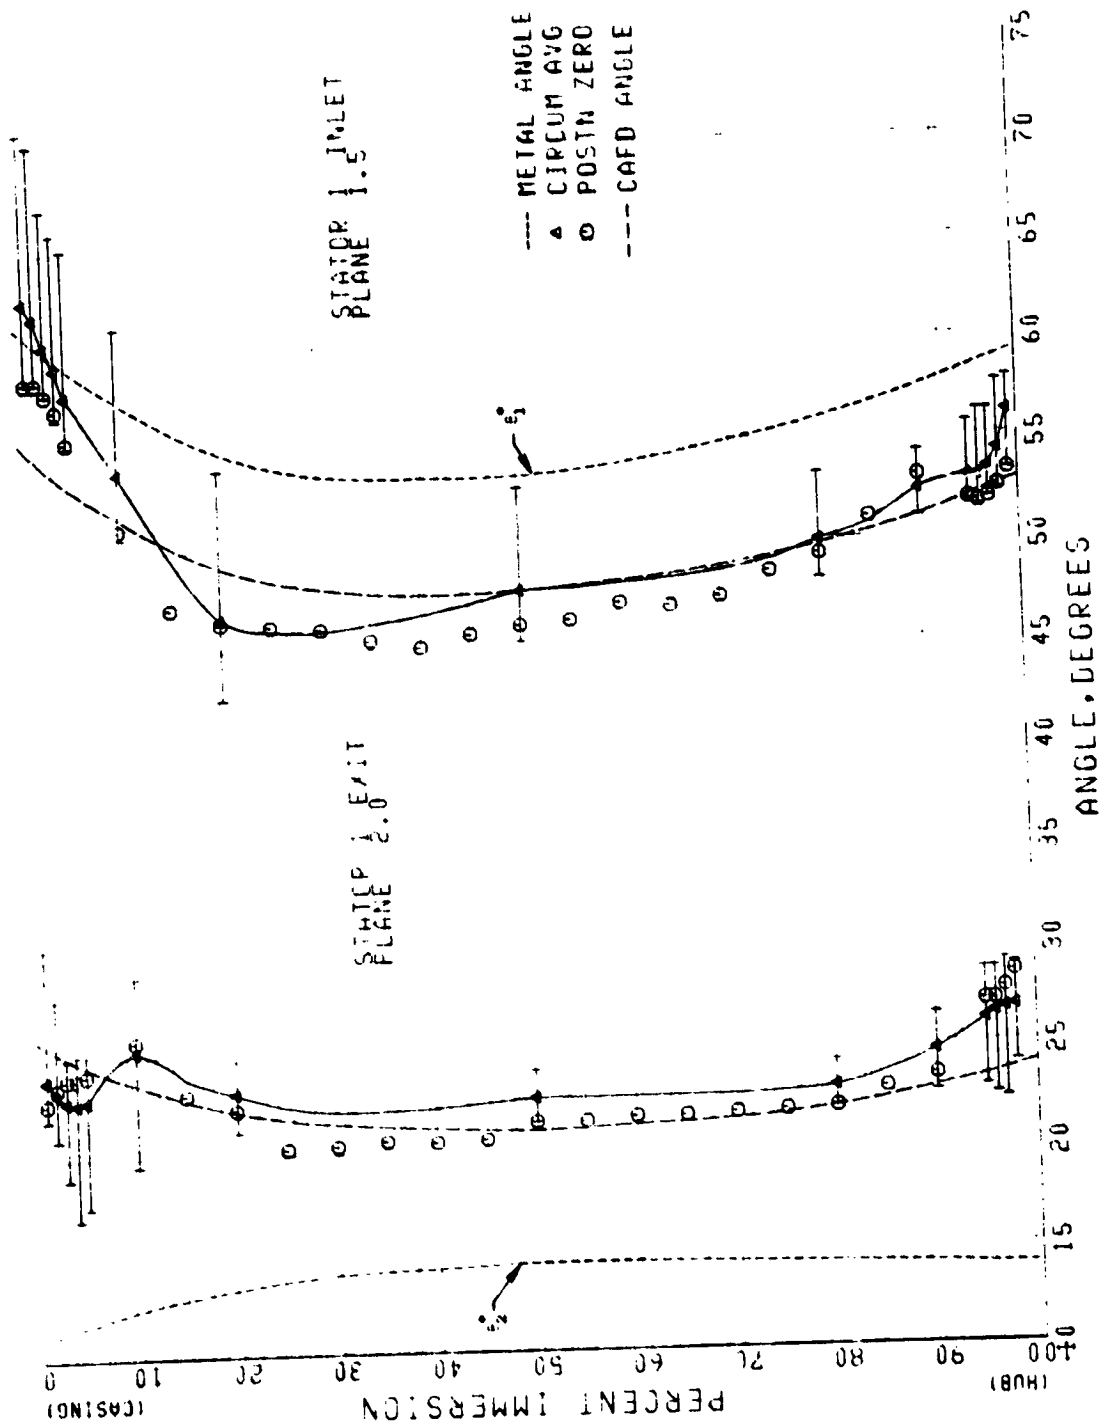 STATOR 1 INLET
PLANE 1.5
METAL ANGLE
CIRCUM AVG
POSTN ZERO
CAFD ANGLE
STATOR 1 EXIT
PLANE 2.0
PERCENT IMMERSION
(CASING)
0
10
20
30
40
50
60
70
80
90
(HUB)
15
20
25
30
35
40
45
50
55
60
65
70
75
ANGLE, DEGREES